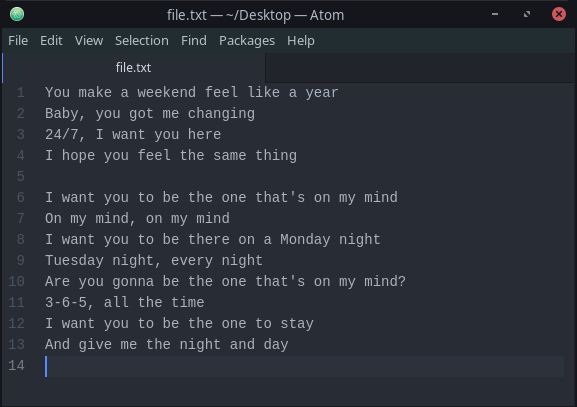 file.txt — ~/Desktop — Atom
File Edit View Selection Find Packages Help
file.txt
1 You make a weekend feel like a year
2 Baby, you got me changing
3 24/7, I want you here
4 I hope you feel the same thing
5
6 I want you to be the one that's on my mind
7 On my mind, on my mind
8 I want you to be there on a Monday night
9 Tuesday night, every night
10 Are you gonna be the one that's on my mind?
11 3-6-5, all the time
12 I want you to be the one to stay
13 And give me the night and day
14